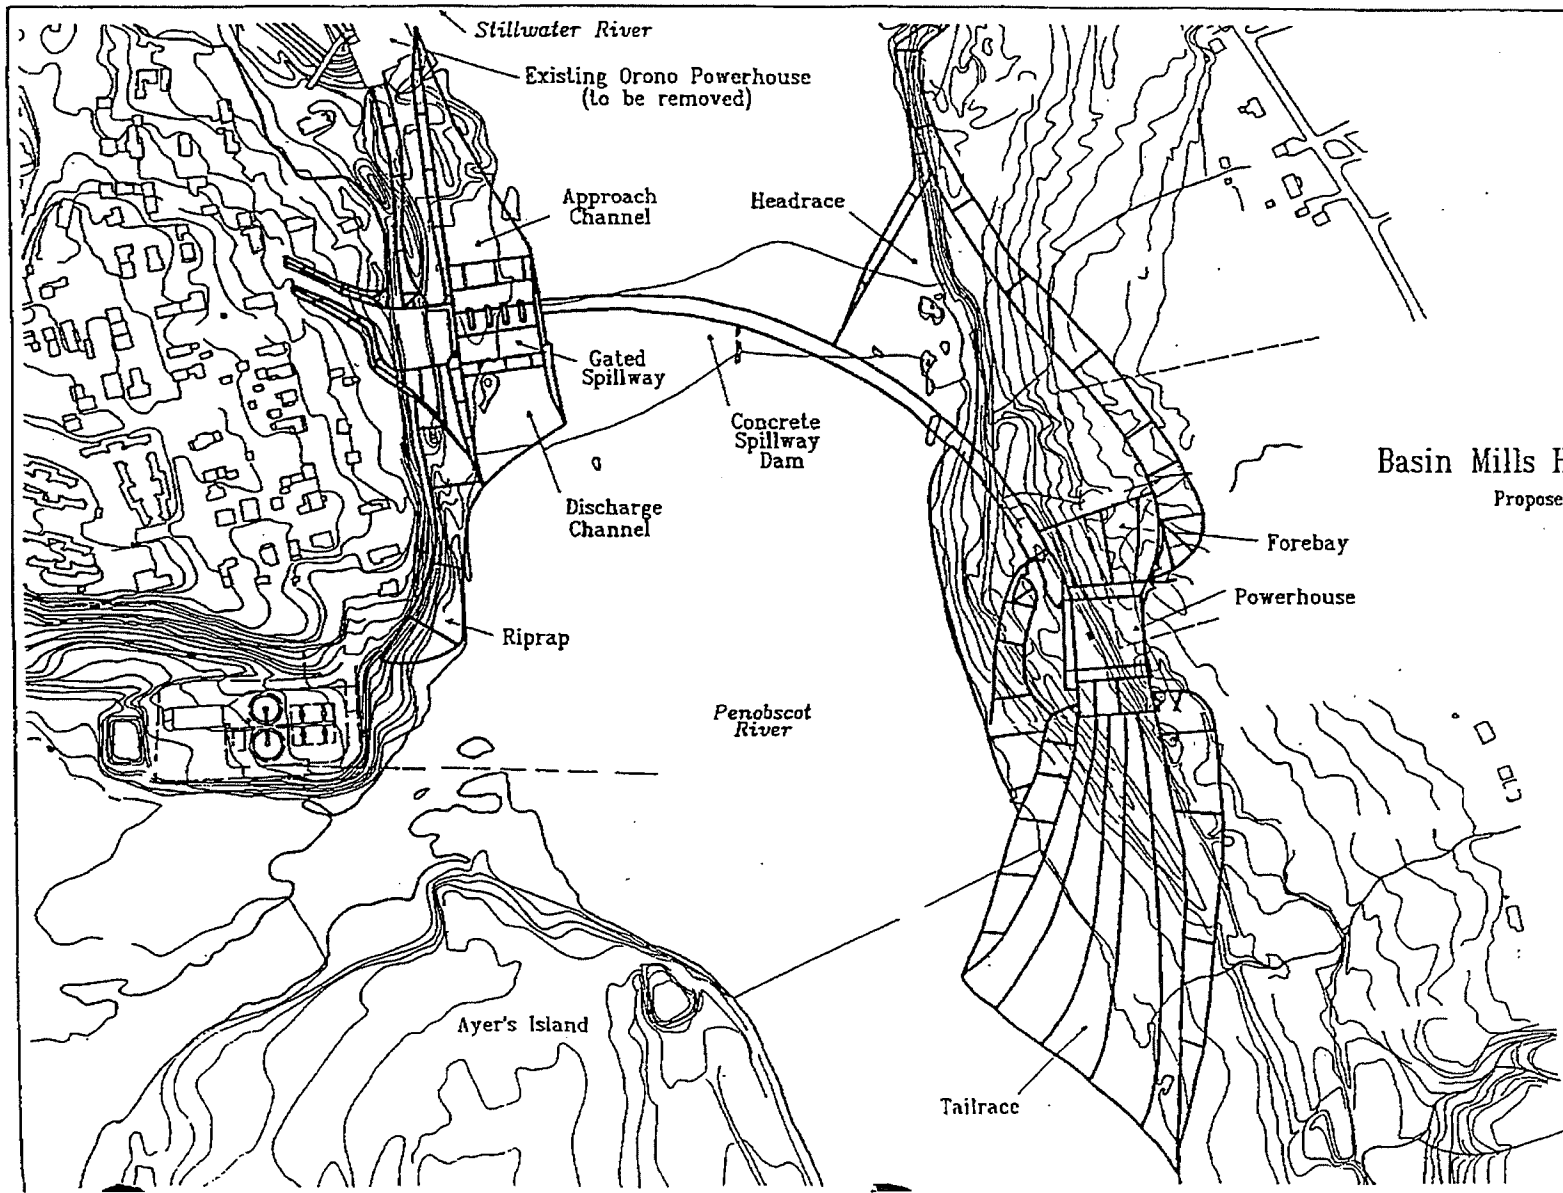 Stillwater River
Existing Orono Powerhouse
(to be removed)
Approach
Channel
Headrace
Gated
Spillway
Concrete
Spillway
Dam
Basin Mills H
Propose
Discharge
Channel
Forebay
Powerhouse
Riprap
Penobscot
River
Ayer's Island
Tailrace